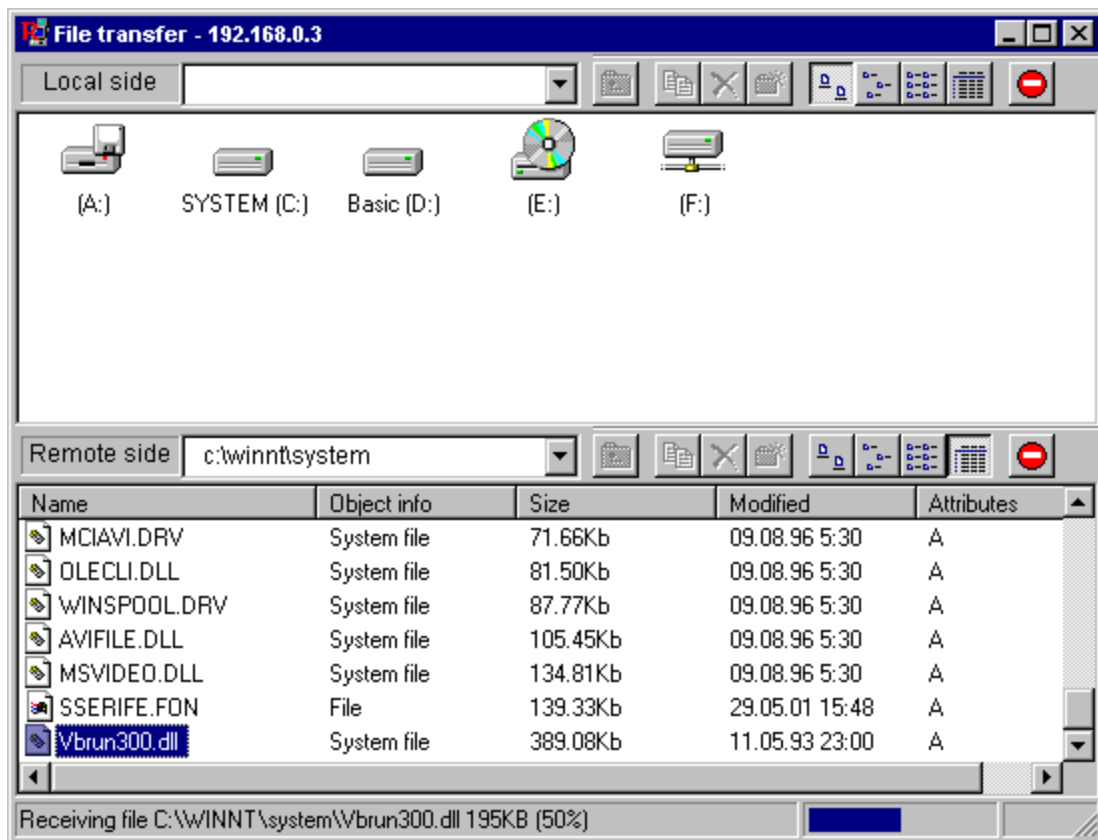 File transfer - 192.168.0.3
Local side
(A:) SYSTEM (C:) Basic (D:) (E:) (F:)
Remote side c:\winnt\system
Name Object info Size Modified Attributes
MCIAVI.DRV System file 71.66Kb 09.08.96 5:30 A
OLECLI.DLL System file 81.50Kb 09.08.96 5:30 A
WINSPOOL.DRV System file 87.77Kb 09.08.96 5:30 A
AVIFILE.DLL System file 105.45Kb 09.08.96 5:30 A
MSVIDEO.DLL System file 134.81Kb 09.08.96 5:30 A
SSERIFE.FON File 139.33Kb 29.05.01 15:48 A
Vbrun300.dll System file 389.08Kb 11.05.93 23:00 A
Receiving file C:\WINNT\system\Vbrun300.dll 195KB (50%)